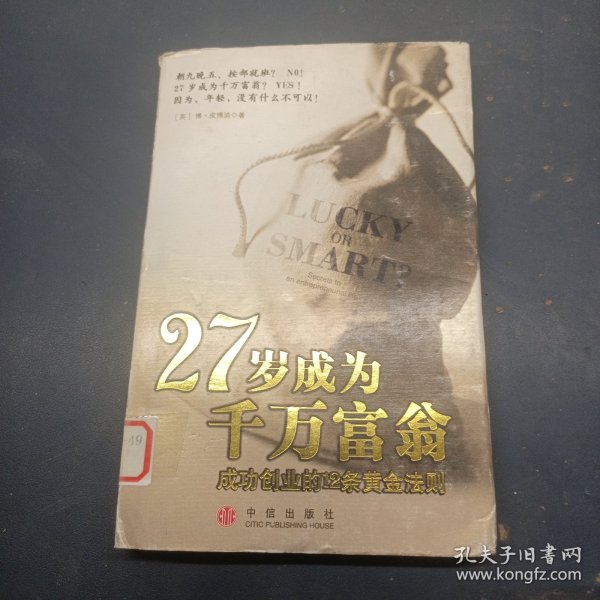 朝九晚五、按部就班？ NO！
27岁成为千万富翁？ YES！
因为，年轻，没有什么不可以！
［英］博·皮博迪◎著
LUCKY
OR
SMART?
Secrets to
an entrepreneurial
27岁成为
千万富翁
成功创业的12条黄金法则
49
中信出版社
CITIC PUBLISHING HOUSE
孔夫子旧书网
www.kongfz.com